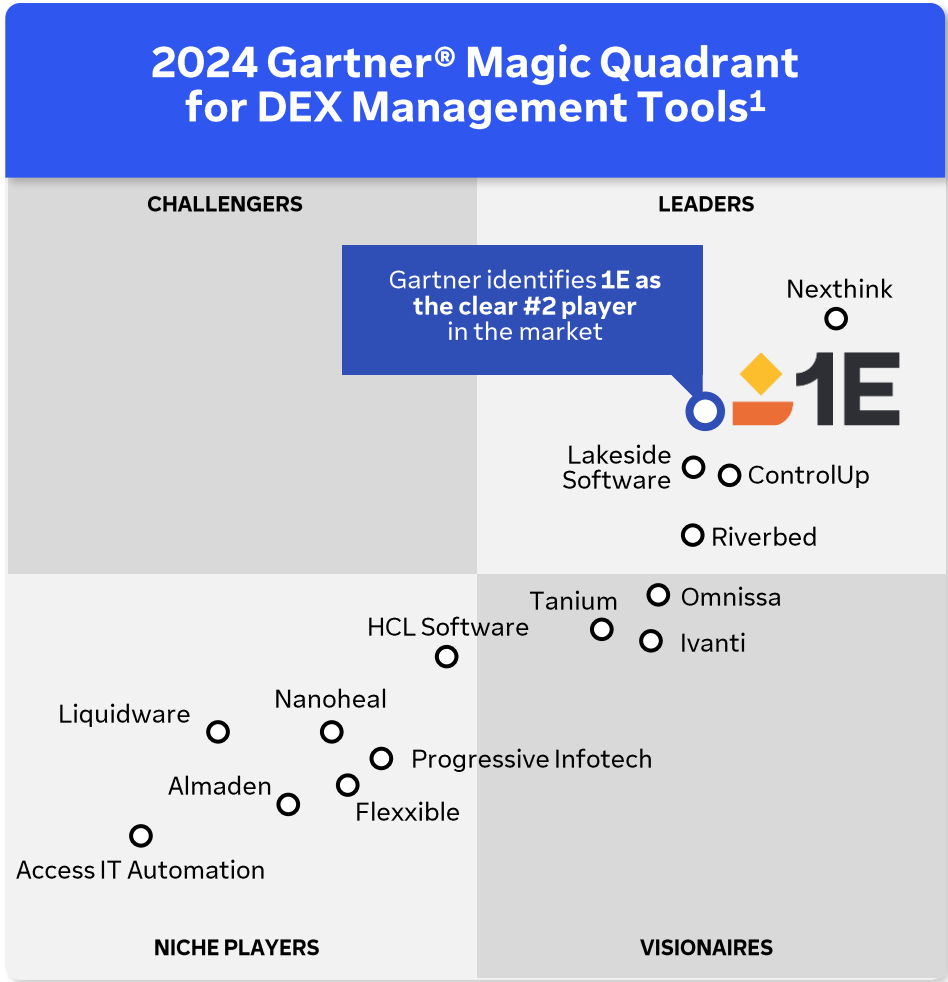 2024 Gartner® Magic Quadrant
for DEX Management Tools¹
CHALLENGERS
LEADERS
Gartner identifies 1E as
the clear #2 player
in the market
Nexthink
1E
Lakeside
Software
ControlUp
Riverbed
Tanium
Omnissa
HCL Software
Ivanti
Nanoheal
Liquidware
Progressive Infotech
Almaden
Flexxible
Access IT Automation
NICHE PLAYERS
VISIONAIRES